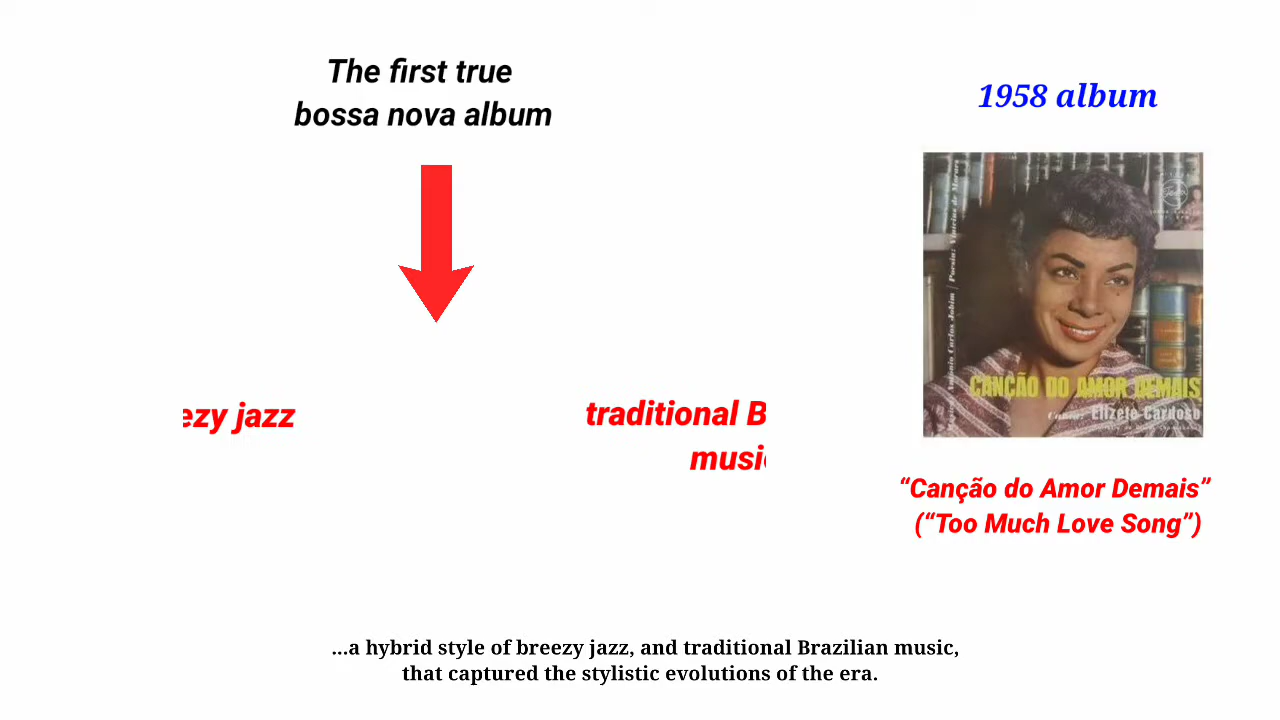 The first true
bossa nova album
1958 album
CANÇÃO DO AMOR DEMAIS
Canta: Elizete Cardoso
ezy jazz
traditional B
musi
“Canção do Amor Demais”
(“Too Much Love Song”)
...a hybrid style of breezy jazz, and traditional Brazilian music,
that captured the stylistic evolutions of the era.